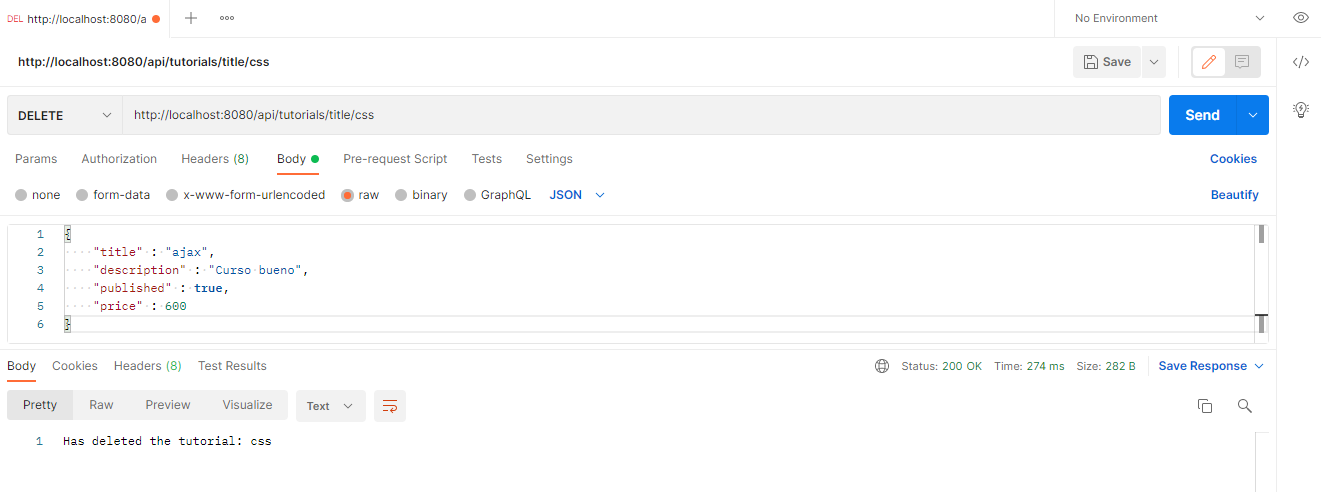 DEL http://localhost:8080/a
No Environment
http://localhost:8080/api/tutorials/title/css
Save
DELETE http://localhost:8080/api/tutorials/title/css Send
Params Authorization Headers (8) Body Pre-request Script Tests Settings Cookies
none form-data x-www-form-urlencoded raw binary GraphQL JSON Beautify
1 {
2 "title" : "ajax",
3 "description" : "Curso bueno",
4 "published" : true,
5 "price" : 600
6 }
Body Cookies Headers (8) Test Results Status: 200 OK Time: 274 ms Size: 282 B Save Response
Pretty Raw Preview Visualize Text
1 Has deleted the tutorial: css